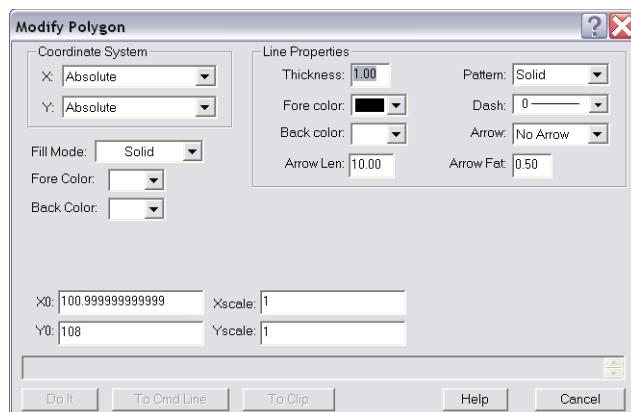 Modify Polygon
Coordinate System
X: Absolute
Y: Absolute
Line Properties
Thickness: 1.00
Pattern: Solid
Fore color:
Dash: 0
Back color:
Arrow: No Arrow
Arrow Len: 10.00
Arrow Fat: 0.50
Fill Mode: Solid
Fore Color:
Back Color:
X0: 100.999999999999
Xscale: 1
Y0: 108
Yscale: 1
Do It
To Cmd Line
To Clip
Help
Cancel